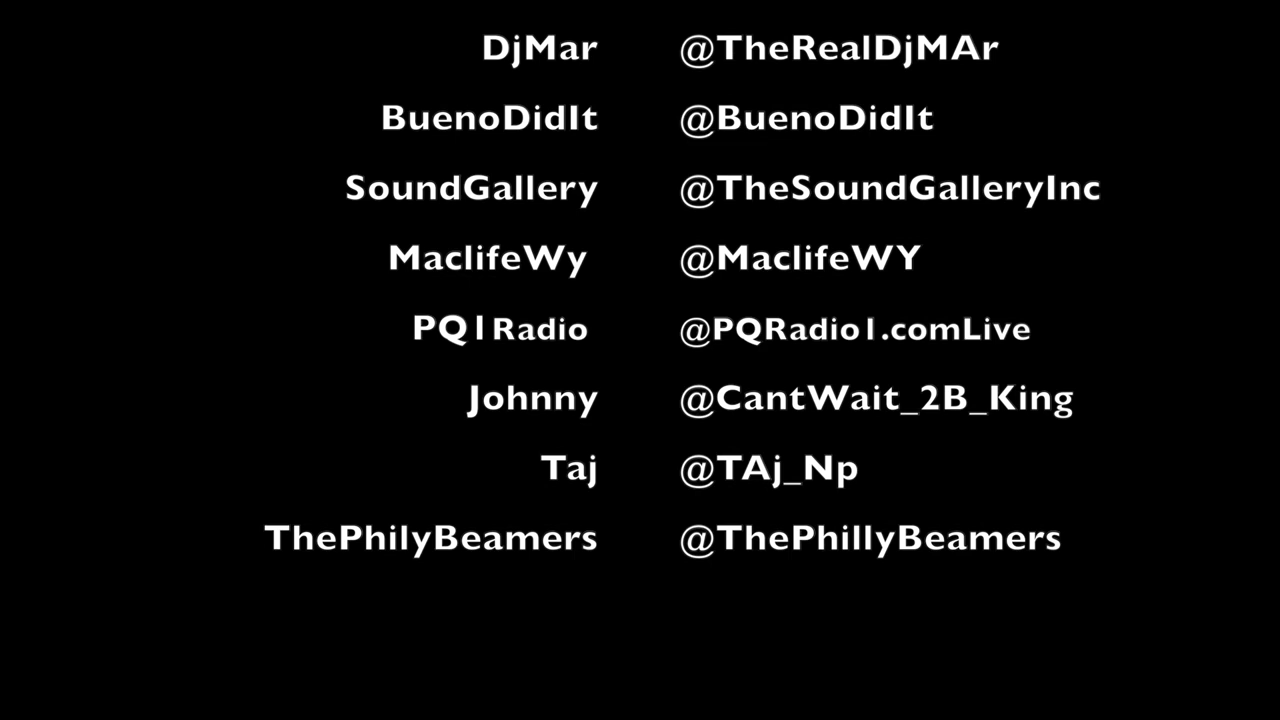 DjMar @TheRealDjMAr
BuenoDidIt @BuenoDidIt
SoundGallery @TheSoundGalleryInc
MaclifeWy @MaclifeWY
PQ1Radio @PQRadio1.comLive
Johnny @CantWait_2B_King
Taj @TAj_Np
ThePhilyBeamers @ThePhillyBeamers